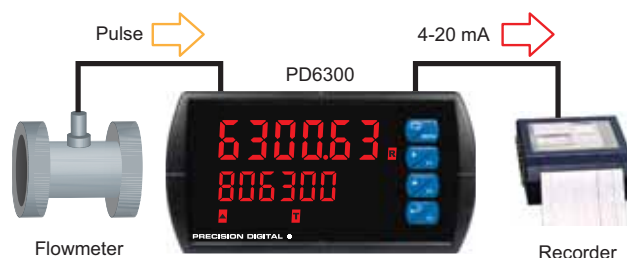 Pulse
4-20 mA
PD6300
6300.63
R
806300
A T
PRECISION DIGITAL
Flowmeter
Recorder